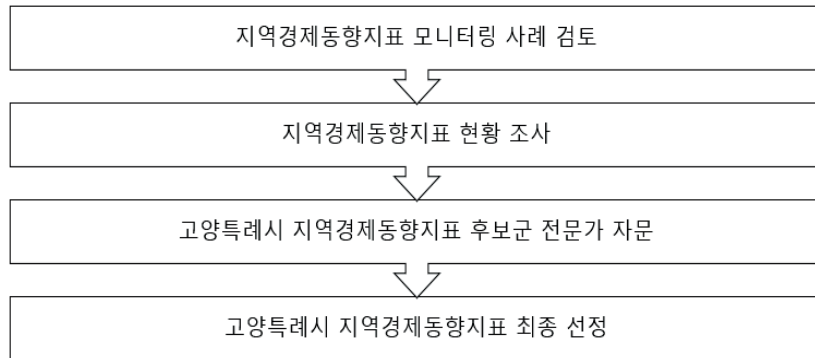 지역경제동향지표 모니터링 사례 검토
지역경제동향지표 현황 조사
고양특례시 지역경제동향지표 후보군 전문가 자문
고양특례시 지역경제동향지표 최종 선정